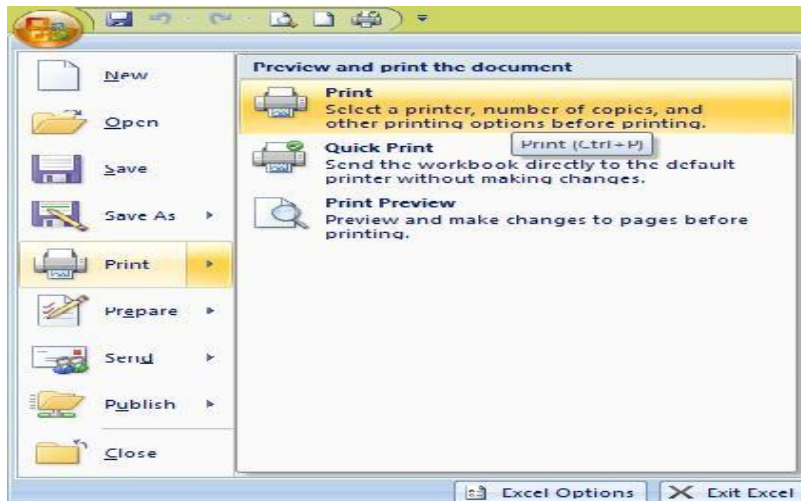 New
Open
Save
Save As
Print
Prepare
Send
Publish
Close
Preview and print the document
Print
Select a printer, number of copies, and
other printing options before printing.
Print (Ctrl+P)
Quick Print
Send the workbook directly to the default
printer without making changes.
Print Preview
Preview and make changes to pages before
printing.
Excel Options
Exit Excel